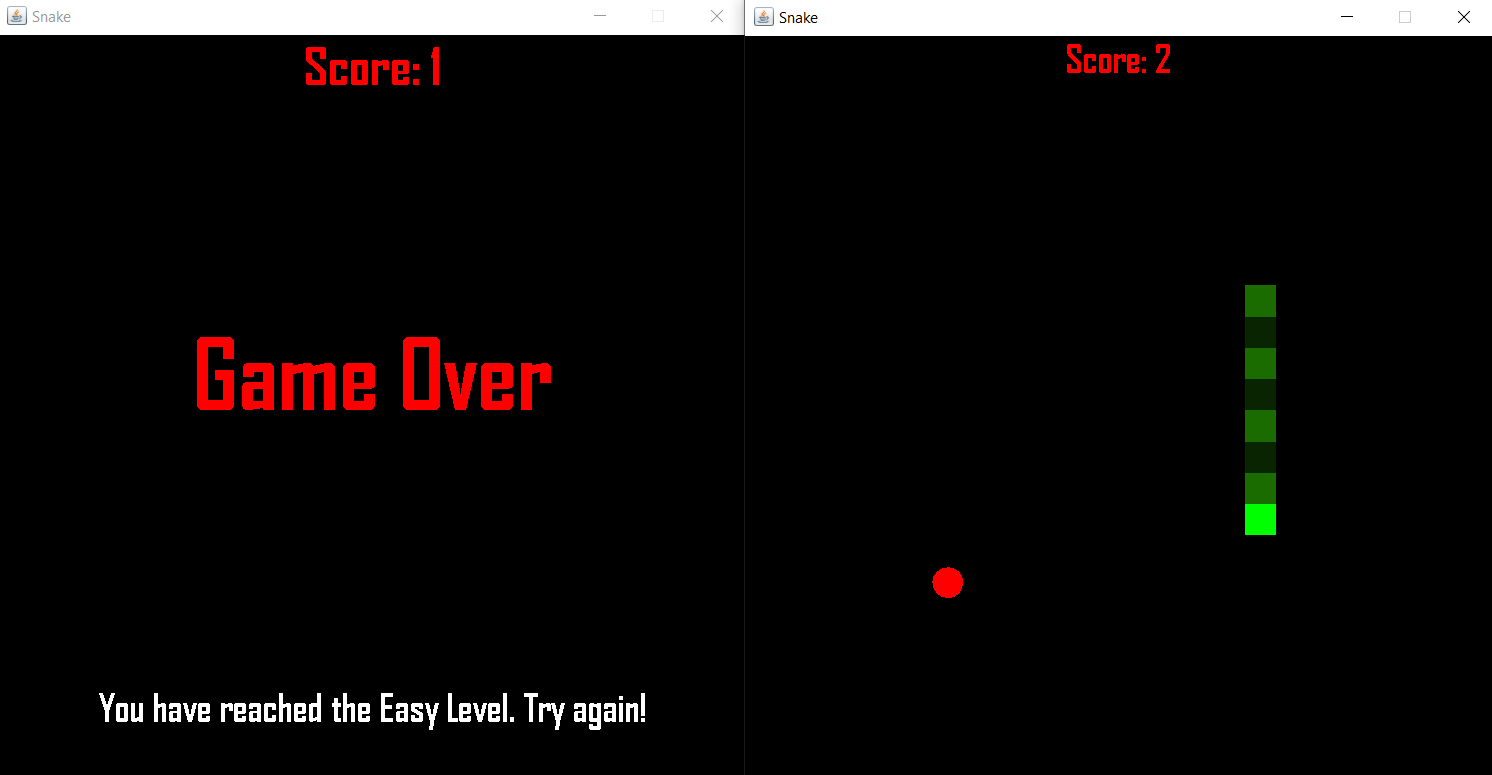 Snake
Score: 1
Game Over
You have reached the Easy Level. Try again!
Snake
Score: 2